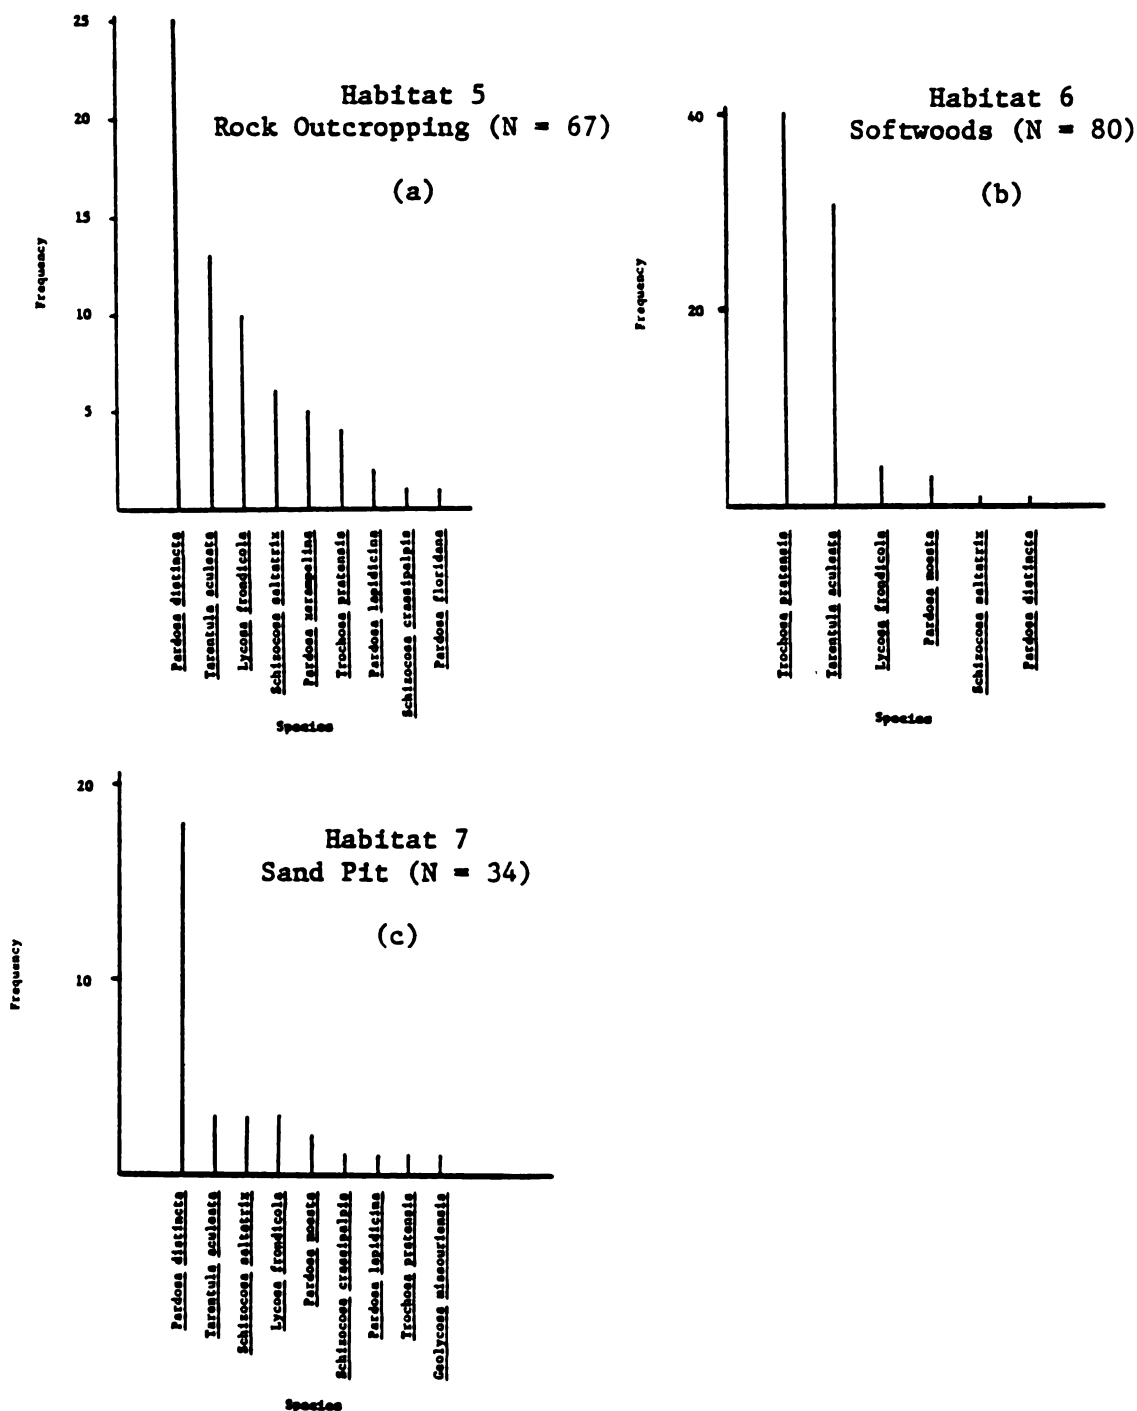 Habitat 5
Rock Outcropping (N = 67)
(a)
25
20
15
10
5
Frequency
Pardosa distincta
Tarentula aculeata
Lycosa frondicola
Schizocosa saltatrix
Pardosa xerampelina
Trochosa pratensis
Pardosa lapidicina
Schizocosa crassipalpis
Pardosa floridana
Species
Habitat 6
Softwoods (N = 80)
(b)
40
20
Frequency
Trochosa pratensis
Tarentula aculeata
Lycosa frondicola
Pardosa moesta
Schizocosa saltatrix
Pardosa distincta
Species
Habitat 7
Sand Pit (N = 34)
(c)
20
10
Frequency
Pardosa distincta
Tarentula aculeata
Schizocosa saltatrix
Lycosa frondicola
Pardosa moesta
Schizocosa crassipalpis
Pardosa lapidicina
Trochosa pratensis
Geolycosa missouriensis
Species